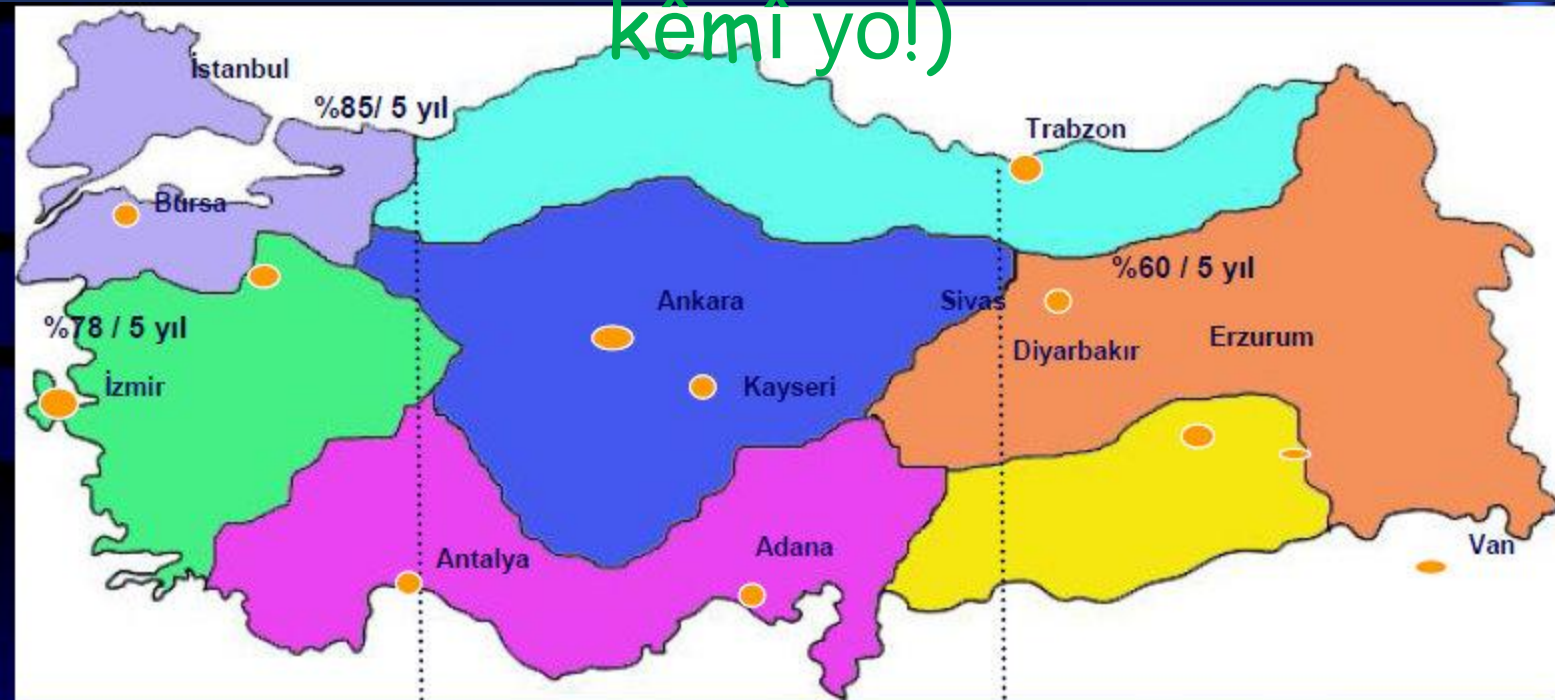 kêmî yo!)
İstanbul
%85/ 5 yıl
Trabzon
Bursa
%60 / 5 yıl
Ankara
Sivas
%78 / 5 yıl
Diyarbakır
Erzurum
İzmir
Kayseri
Antalya
Adana
Van